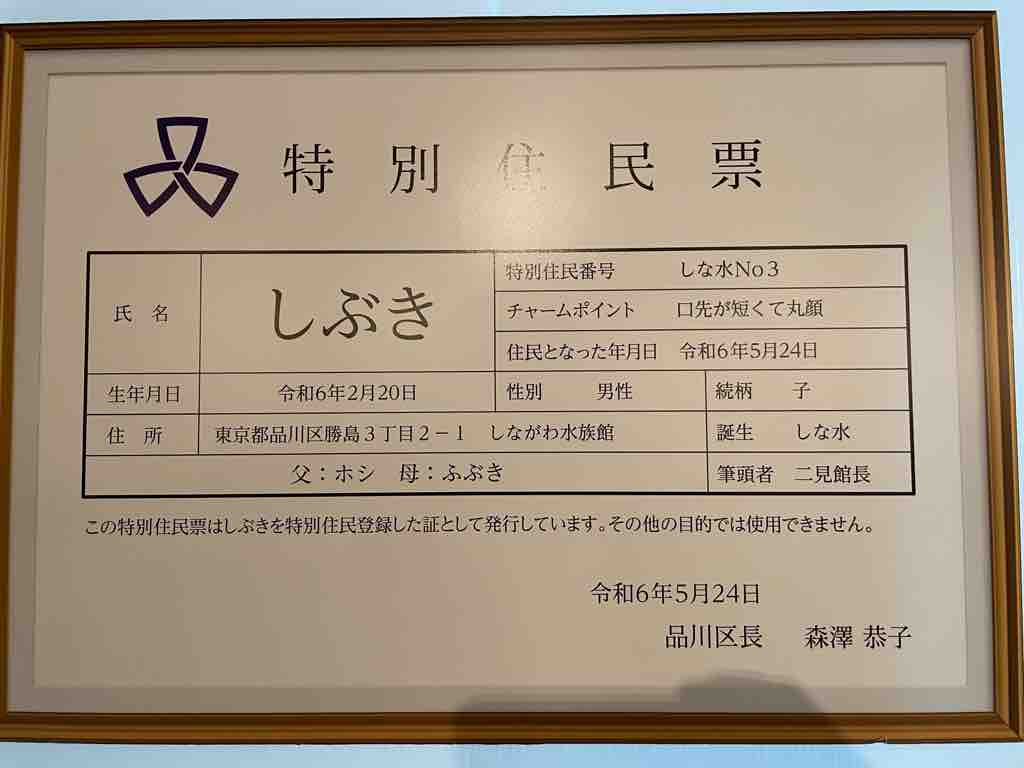 特別住民票
氏名 しぶき
特別住民番号 しな水No3
チャームポイント 口先が短くて丸顔
住民となった年月日 令和6年5月24日
生年月日 令和6年2月20日 性別 男性 続柄 子
住所 東京都品川区勝島3丁目2-1 しながわ水族館 誕生 しな水
父:ホシ 母:ふぶき 筆頭者 二見館長
この特別住民票はしぶきを特別住民登録した証として発行しています。その他の目的では使用できません。
令和6年5月24日
品川区長 森澤 恭子